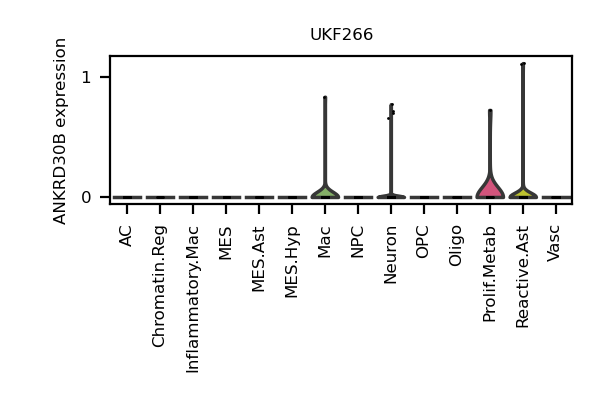 UKF266
ANKRD30B expression
1
0
AC
Chromatin.Reg
Inflammatory.Mac
MES
MES.Ast
MES.Hyp
Mac
NPC
Neuron
OPC
Oligo
Prolif.Metab
Reactive.Ast
Vasc